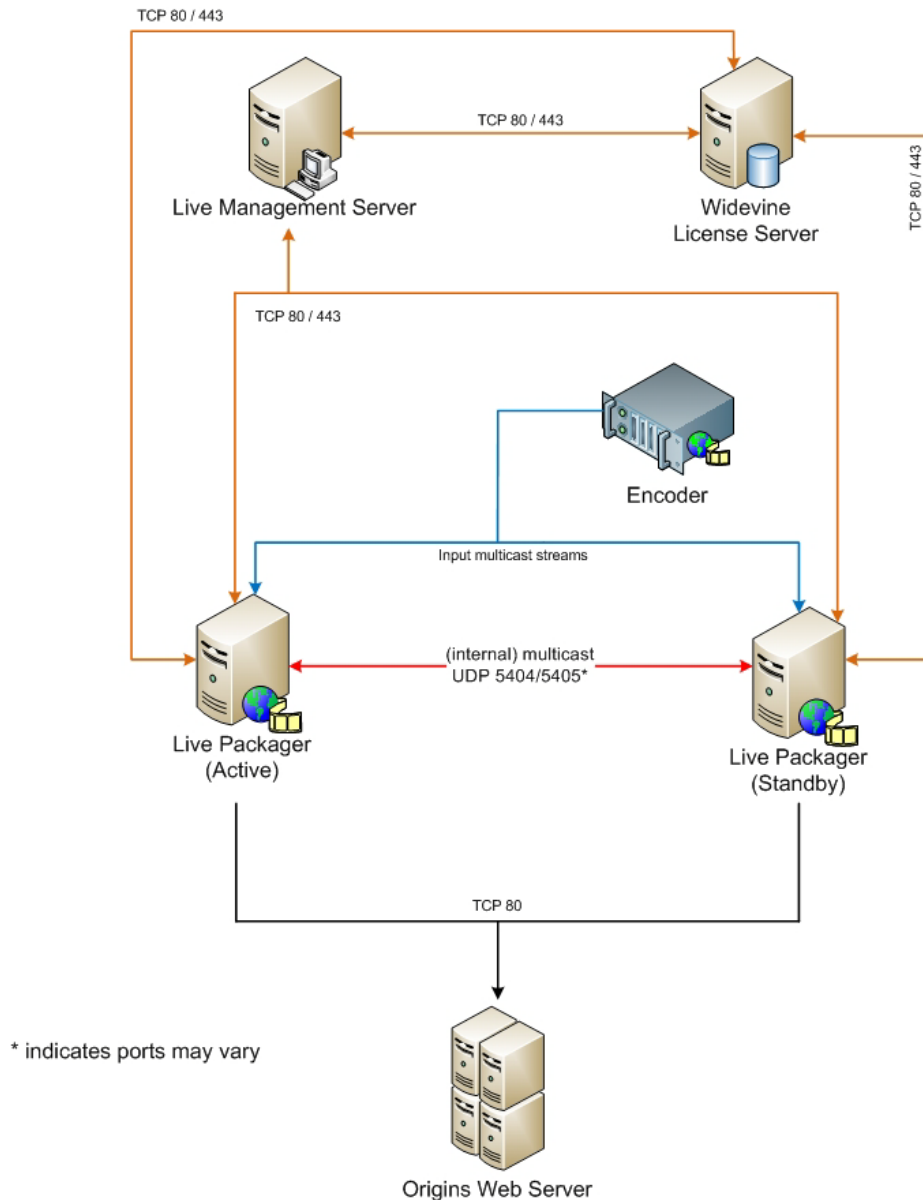 TCP 80 / 443
TCP 80 / 443
TCP 80 / 443
Live Management Server
Widevine
License Server
TCP 80 / 443
Encoder
Input multicast streams
(internal) multicast
UDP 5404/5405*
Live Packager
(Active)
Live Packager
(Standby)
TCP 80
* indicates ports may vary
Origins Web Server